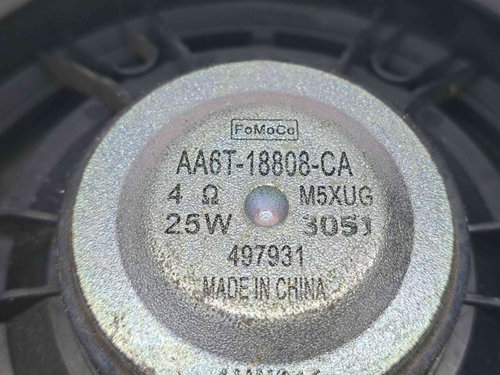 FoMoCo
AA6T-18808-CA
4 Ω M5XUG
25W 3051
497931
MADE IN CHINA